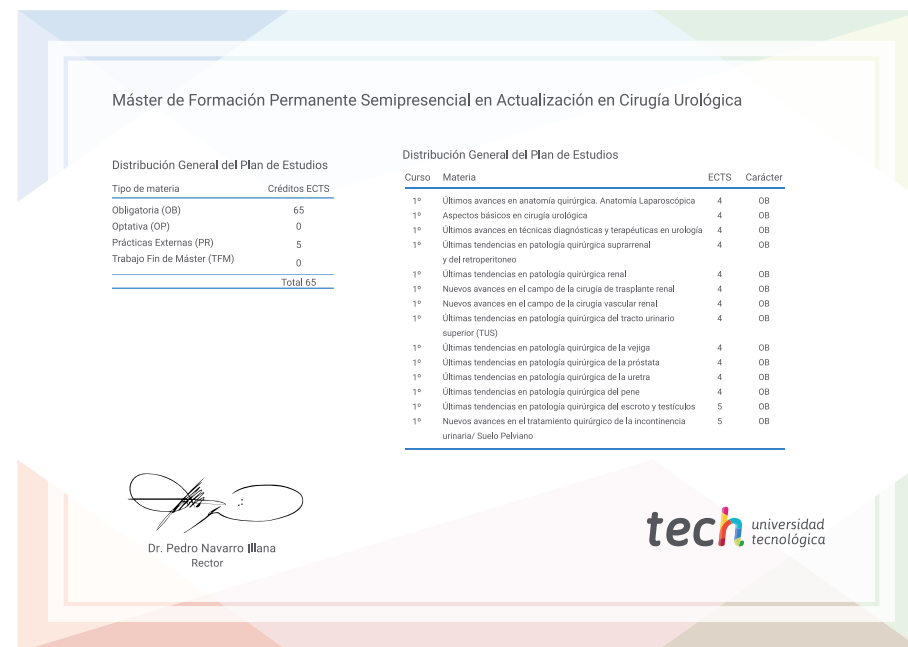 Máster de Formación Permanente Semipresencial en Actualización en Cirugía Urológica
Distribución General del Plan de Estudios
Tipo de materia Créditos ECTS
Obligatoria (OB) 65
Optativa (OP) 0
Prácticas Externas (PR) 5
Trabajo Fin de Máster (TFM) 0
Total 65
Distribución General del Plan de Estudios
Curso Materia ECTS Carácter
1º Últimos avances en anatomía quirúrgica. Anatomía Laparoscópica 4 OB
1º Aspectos básicos en cirugía urológica 4 OB
1º Últimos avances en técnicas diagnósticas y terapéuticas en urología 4 OB
1º Últimas tendencias en patología quirúrgica suprarrenal 4 OB
y del retroperitoneo
1º Últimas tendencias en patología quirúrgica renal 4 OB
1º Nuevos avances en el campo de la cirugía de trasplante renal 4 OB
1º Nuevos avances en el campo de la cirugía vascular renal 4 OB
1º Últimas tendencias en patología quirúrgica del tracto urinario 4 OB
superior (TUS)
1º Últimas tendencias en patología quirúrgica de la vejiga 4 OB
1º Últimas tendencias en patología quirúrgica de la próstata 4 OB
1º Últimas tendencias en patología quirúrgica de la uretra 4 OB
1º Últimas tendencias en patología quirúrgica del pene 4 OB
1º Últimas tendencias en patología quirúrgica del escroto y testículos 5 OB
1º Nuevos avances en el tratamiento quirúrgico de la incontinencia 5 OB
urinaria/ Suelo Pelviano
Dr. Pedro Navarro Illana
Rector
tech universidad
tecnológica